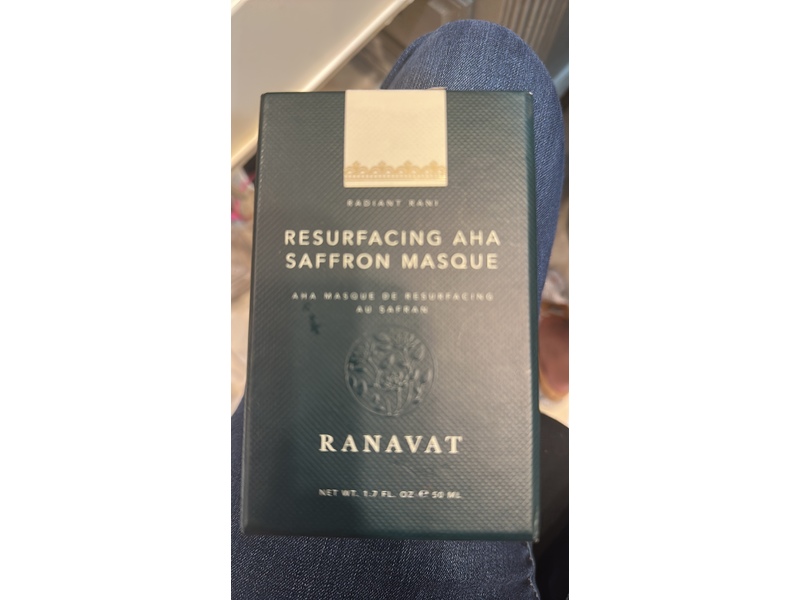 RADIANT RANI
RESURFACING AHA
SAFFRON MASQUE
AHA MASQUE DE RESURFACING
AU SAFRAN
RANAVAT
NET WT. 1.7 FL. OZ ℮ 50 ML